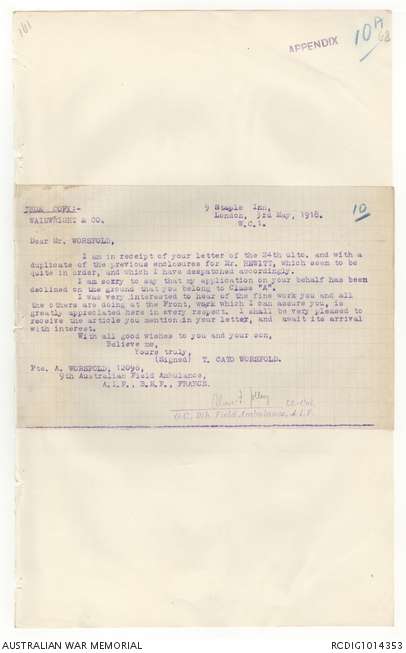 101
APPENDIX
10A
68
TRUE COPY:-
WAINWRIGHT & CO.
9 Staple Inn,
London, 3rd May, 1918.
W.C.1.
10
Dear Mr. WORSFOLD,
I am in receipt of your Letter of the 24th ulto. and with a
duplicate of the previous enclosures for Mr. HEWITT, which seem to be
quite in order, and which I have despatched accordingly.
I am sorry to say that my application on your behalf has been
declined on the ground that you belong to Class "A".
I was very interested to hear of the fine work you and all
the others are doing at the Front, work which I can assure you, is
greatly appreciated here in every respect. I shall be very pleased to
receive the article you mention in your letter, and await its arrival
with interest.
With all good wishes to you and your son,
Believe me,
Yours truly,
(Signed) T. CATO WORSFOLD.
Pte. A. WORSFOLD, 12098,
9th Australian Field Ambulance,
A.I.F., B.E.F., FRANCE.
O.C. 9th Field Ambulance, A.I.F.
AUSTRALIAN WAR MEMORIAL
RCDIG1014353